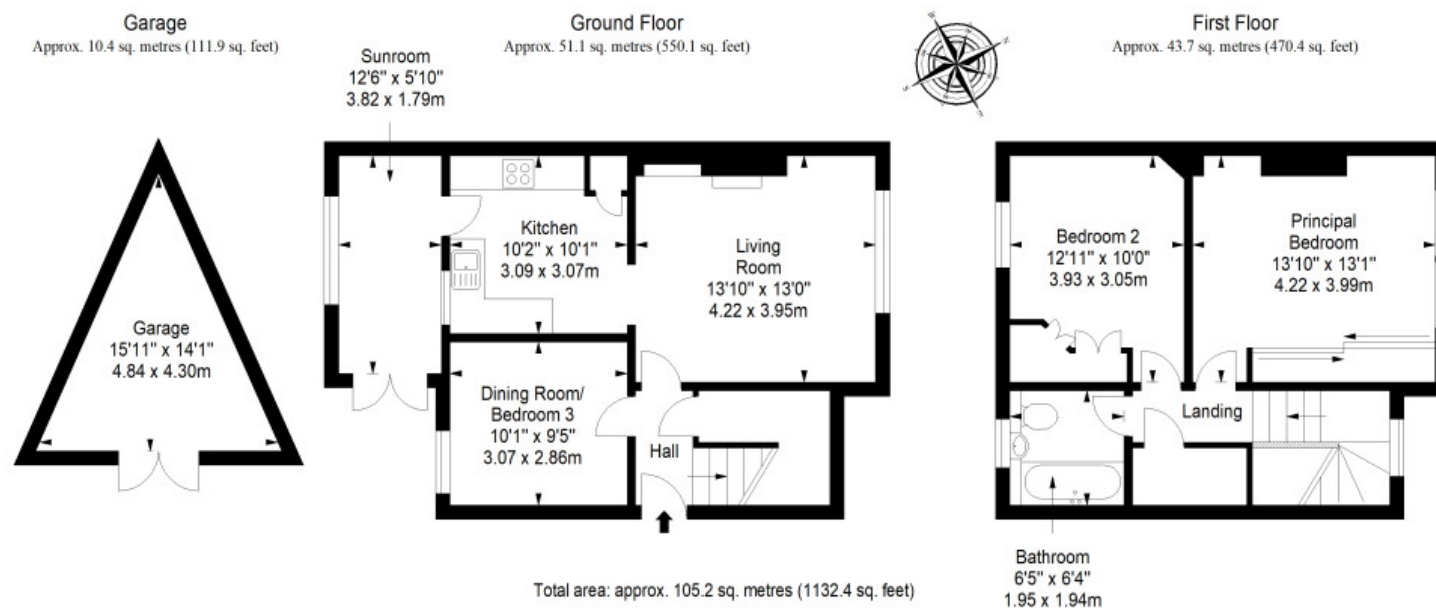 Garage
Approx. 10.4 sq. metres (111.9 sq. feet)
Ground Floor
Approx. 51.1 sq. metres (550.1 sq. feet)
First Floor
Approx. 43.7 sq. metres (470.4 sq. feet)
Sunroom
12'6" x 5'10"
3.82 x 1.79m
Garage
15'11" x 14'1"
4.84 x 4.30m
Kitchen
10'2" x 10'1"
3.09 x 3.07m
Living
Room
13'10" x 13'0"
4.22 x 3.95m
Dining Room/
Bedroom 3
10'1" x 9'5"
3.07 x 2.86m
Hall
Bedroom 2
12'11" x 10'0"
3.93 x 3.05m
Principal
Bedroom
13'10" x 13'1"
4.22 x 3.99m
Landing
Bathroom
6'5" x 6'4"
1.95 x 1.94m
Total area: approx. 105.2 sq. metres (1132.4 sq. feet)